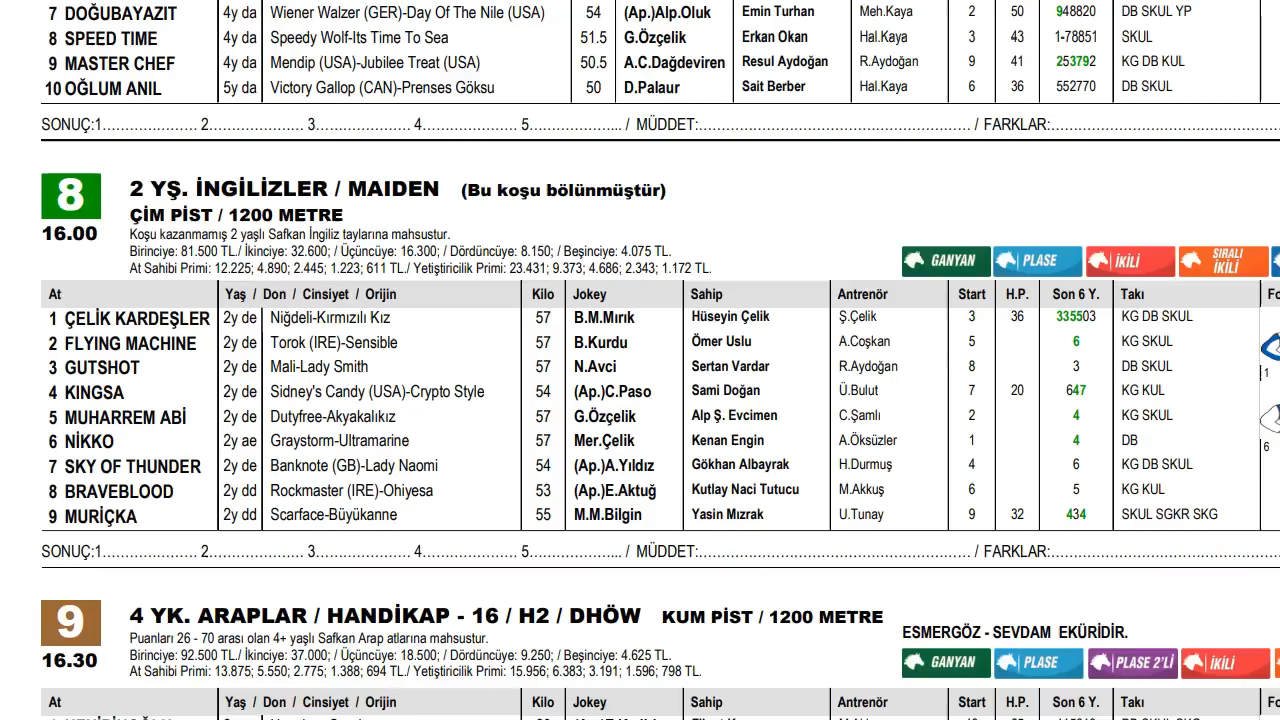 7 DOĞUBAYAZIT 4y da Wiener Walzer (GER)-Day Of The Nile (USA) 54 (Ap.)Alp.Oluk Emin Turhan Meh.Kaya 2 50 948820 DB SKUL YP
8 SPEED TIME 4y da Speedy Wolf-Its Time To Sea 51.5 G.Özçelik Erkan Okan Hal.Kaya 3 43 1-78851 SKUL
9 MASTER CHEF 4y da Mendip (USA)-Jubilee Treat (USA) 50.5 A.C.Dağdeviren Resul Aydoğan R.Aydoğan 9 41 253792 KG DB KUL
10 OĞLUM ANIL 5y da Victory Gallop (CAN)-Prenses Göksu 50 D.Palaur Sait Berber Hal.Kaya 6 36 552770 DB SKUL
SONUÇ:1..................... 2..................... 3..................... 4..................... 5..................... / MÜDDET:............................................................ / FARKLAR:..................................................
8 2 YŞ. İNGİLİZLER / MAIDEN (Bu koşu bölünmüştür)
ÇİM PİST / 1200 METRE
16.00 Koşu kazanmamış 2 yaşlı Safkan İngiliz taylarına mahsustur.
Birinciye: 81.500 TL./ İkinciye: 32.600; / Üçüncüye: 16.300; / Dördüncüye: 8.150; / Beşinciye: 4.075 TL.
At Sahibi Primi: 12.225; 4.890; 2.445; 1.223; 611 TL./ Yetiştiricilik Primi: 23.431; 9.373; 4.686; 2.343; 1.172 TL.
GANYAN PLASE İKİLİ SIRALI İKİLİ
At Yaş / Don / Cinsiyet / Orijin Kilo Jokey Sahip Antrenör Start H.P. Son 6 Y. Takı Fo
1 ÇELİK KARDEŞLER 2y de Niğdeli-Kırmızılı Kız 57 B.M.Mırık Hüseyin Çelik Ş.Çelik 3 36 335503 KG DB SKUL
2 FLYING MACHINE 2y de Torok (IRE)-Sensible 57 B.Kurdu Ömer Uslu A.Coşkan 5 6 KG SKUL
3 GUTSHOT 2y de Mali-Lady Smith 57 N.Avci Sertan Vardar R.Aydoğan 8 3 DB SKUL 1
4 KINGSA 2y de Sidney's Candy (USA)-Crypto Style 54 (Ap.)C.Paso Sami Doğan Ü.Bulut 7 20 647 KG KUL
5 MUHARREM ABİ 2y de Dutyfree-Akyakalıkız 57 G.Özçelik Alp Ş. Evcimen C.Şamlı 2 4 KG SKUL
6 NİKKO 2y ae Graystorm-Ultramarine 57 Mer.Çelik Kenan Engin A.Öksüzler 1 4 DB 6
7 SKY OF THUNDER 2y de Banknote (GB)-Lady Naomi 54 (Ap.)A.Yıldız Gökhan Albayrak H.Durmuş 4 6 KG DB SKUL
8 BRAVEBLOOD 2y dd Rockmaster (IRE)-Ohiyesa 53 (Ap.)E.Aktuğ Kutlay Naci Tutucu M.Akkuş 6 5 KG KUL
9 MURİÇKA 2y dd Scarface-Büyükanne 55 M.M.Bilgin Yasin Mızrak U.Tunay 9 32 434 SKUL SGKR SKG
SONUÇ:1..................... 2..................... 3..................... 4..................... 5..................... / MÜDDET:............................................................ / FARKLAR:..................................................
9 4 YK. ARAPLAR / HANDİKAP - 16 / H2 / DHÖW KUM PİST / 1200 METRE
Puanları 26 - 70 arası olan 4+ yaşlı Safkan Arap atlarına mahsustur.
ESMERGÖZ - SEVDAM EKÜRİDİR.
16.30 Birinciye: 92.500 TL./ İkinciye: 37.000; / Üçüncüye: 18.500; / Dördüncüye: 9.250; / Beşinciye: 4.625 TL.
At Sahibi Primi: 13.875; 5.550; 2.775; 1.388; 694 TL./ Yetiştiricilik Primi: 15.956; 6.383; 3.191; 1.596; 798 TL.
GANYAN PLASE PLASE 2'Lİ İKİLİ
At Yaş / Don / Cinsiyet / Orijin Kilo Jokey Sahip Antrenör Start H.P. Son 6 Y. Takı Fo